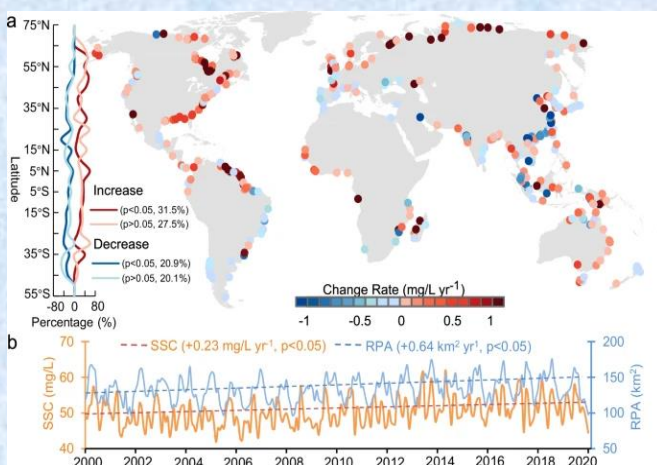 a
75°N
55°N
35°N
15°N
5°N
5°S
15°S
35°S
55°S
Latitude
-80 0 80
Percentage (%)
Increase
(p<0.05, 31.5%)
(p>0.05, 27.5%)
Decrease
(p<0.05, 20.9%)
(p>0.05, 20.1%)
Change Rate (mg/L yr⁻¹)
-1 -0.5 0 0.5 1
b
SSC (+0.23 mg/L yr⁻¹, p<0.05)
RPA (+0.64 km² yr⁻¹, p<0.05)
SSC (mg/L)
70
60
50
40
RPA (km²)
200
150
100
50
2000 2002 2004 2006 2008 2010 2012 2014 2016 2018 2020